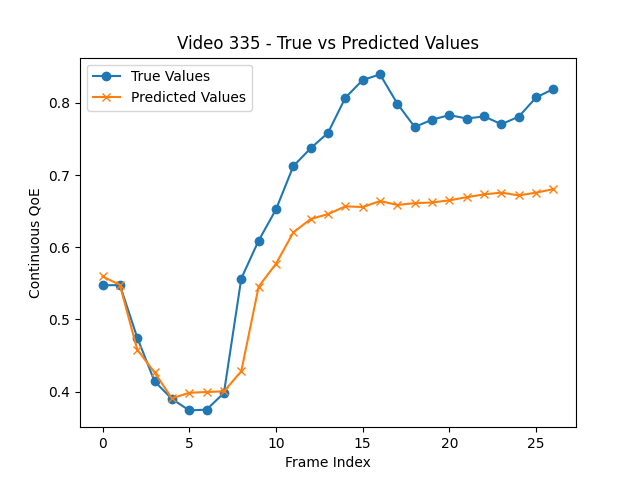 Video 335 - True vs Predicted Values
True Values
Predicted Values
Continuous QoE
0.8
0.7
0.6
0.5
0.4
0 5 10 15 20 25
Frame Index